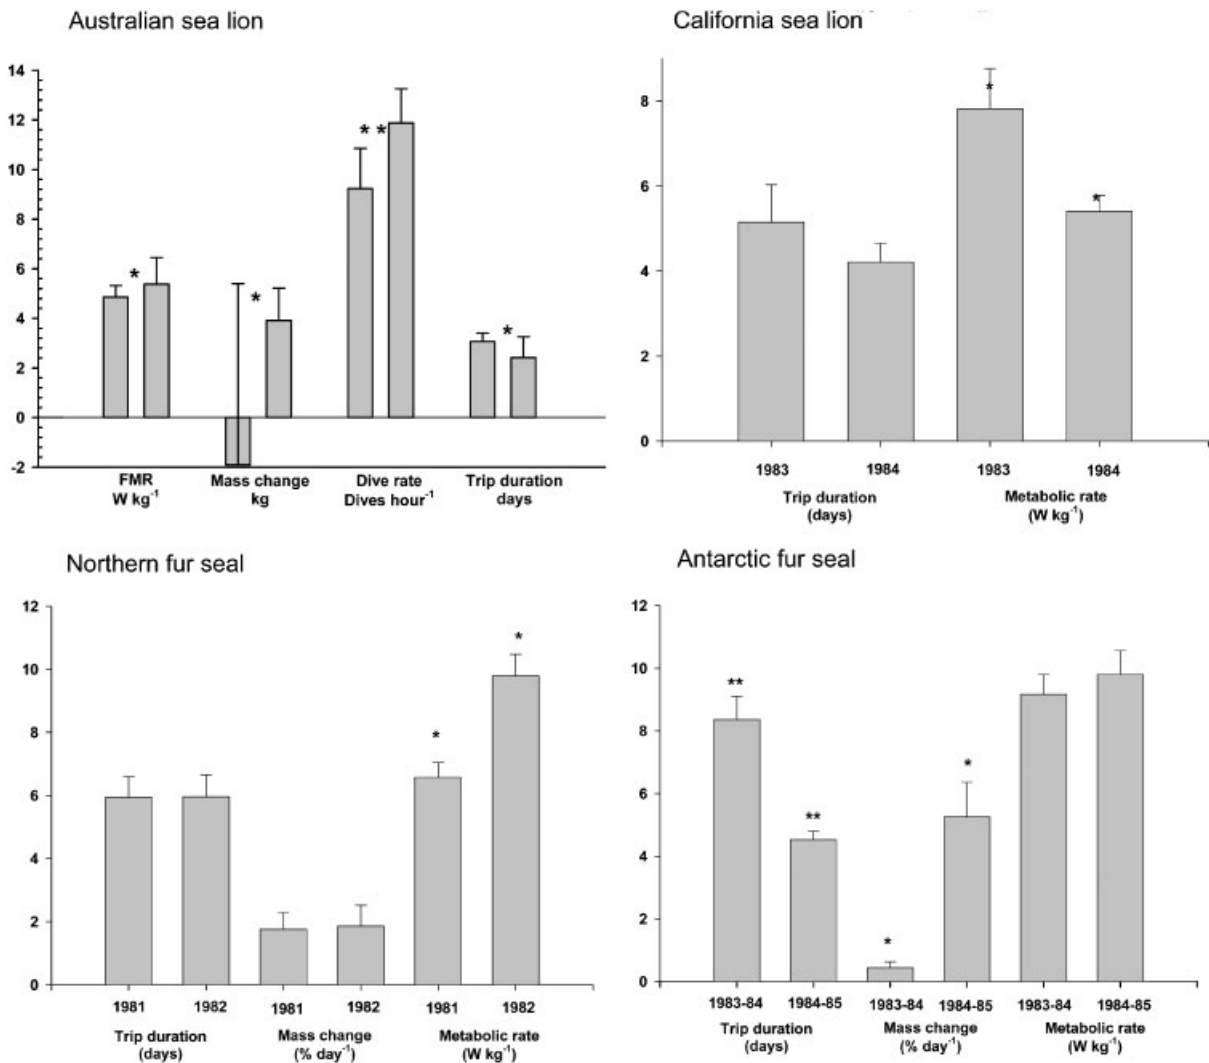 Australian sea lion
14
12
10
8
6
4
2
0
-2
* * * * *
FMR Mass change Dive rate Trip duration
W kg-1 kg Dives hour-1 days
California sea lion
8
6
4
2
0
* *
1983 1984 1983 1984
Trip duration Metabolic rate
(days) (W kg-1)
Northern fur seal
12
10
8
6
4
2
0
* *
1981 1982 1981 1982 1981 1982
Trip duration Mass change Metabolic rate
(days) (% day-1) (W kg-1)
Antarctic fur seal
12
10
8
6
4
2
0
** ** * *
1983-84 1984-85 1983-84 1984-85 1983-84 1984-85
Trip duration Mass change Metabolic rate
(days) (% day-1) (W kg-1)